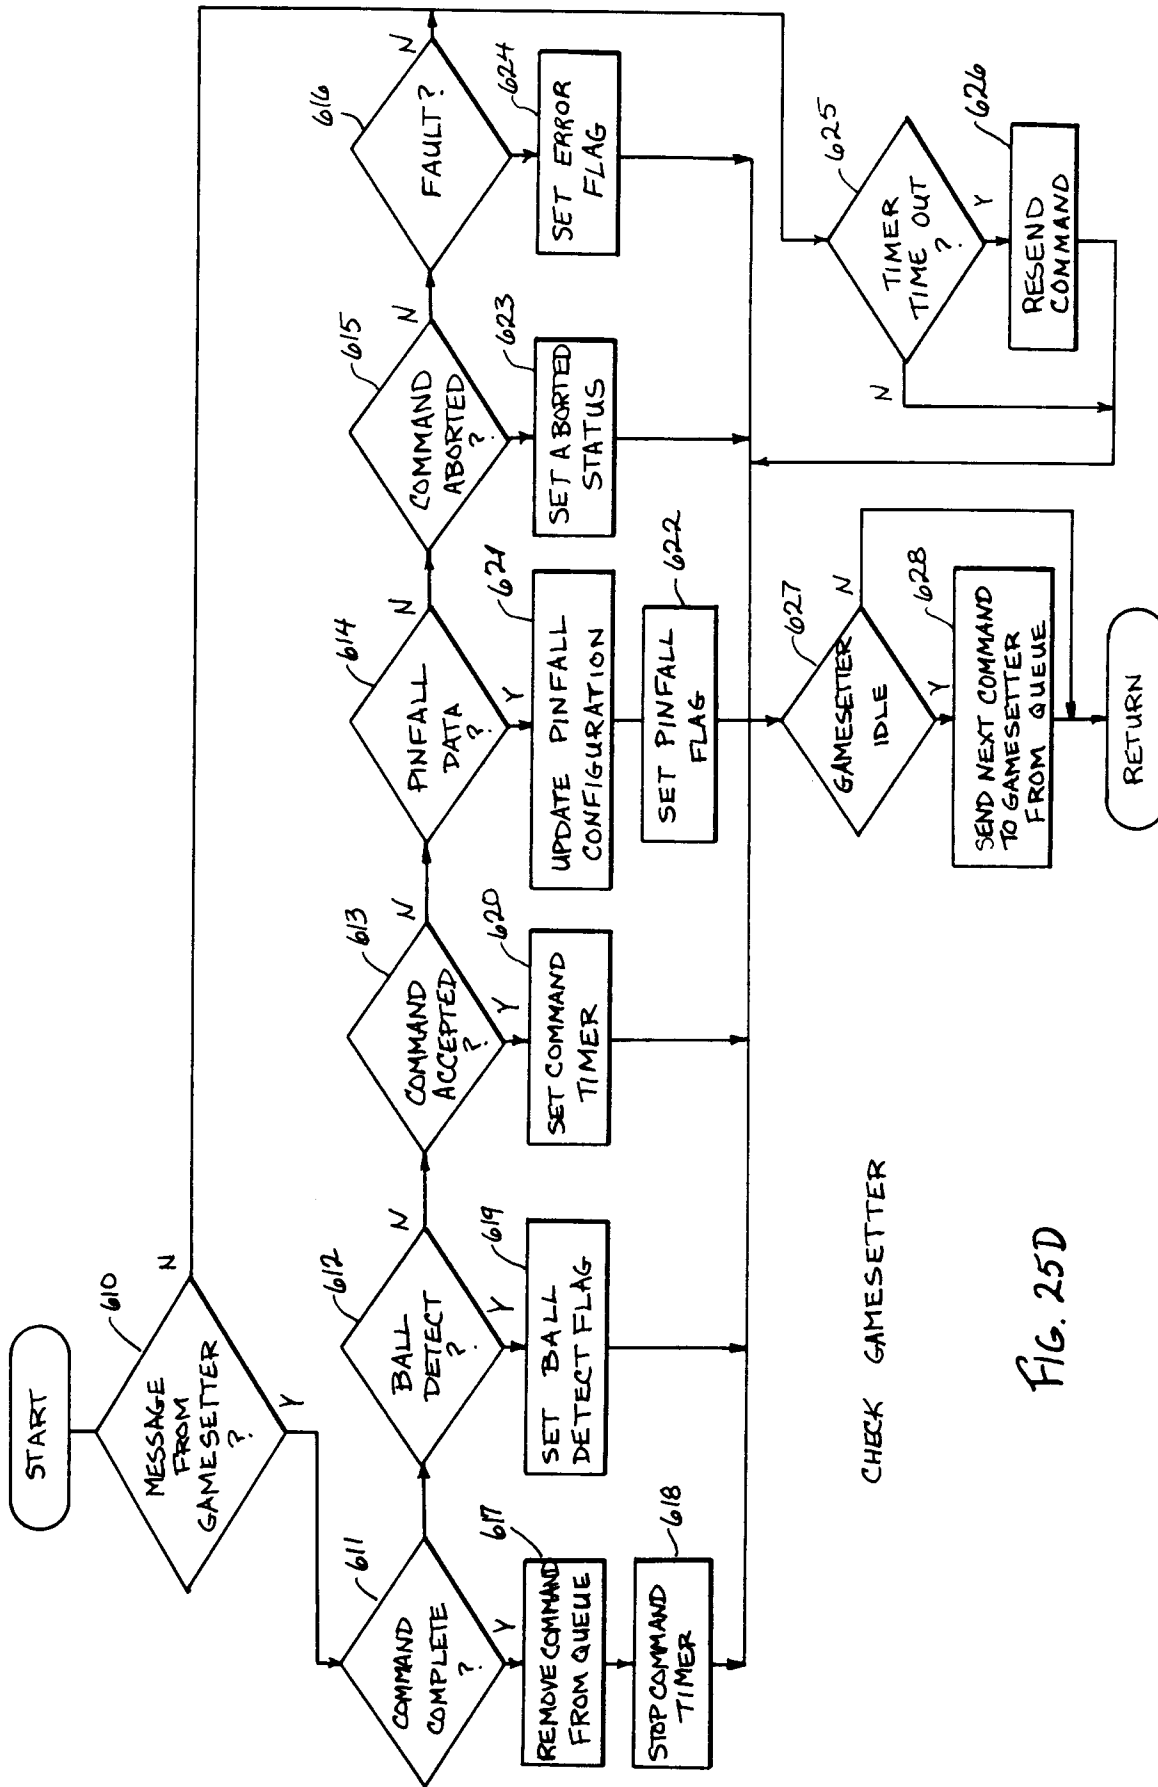 START
610
MESSAGE
FROM
GAMESETTER
?
N
Y
611
COMMAND
COMPLETE
?
Y
612
BALL
DETECT
?
N
Y
613
COMMAND
ACCEPTED
?
N
Y
614
PINFALL
DATA
?
N
Y
615
COMMAND
ABORTED
?
N
616
FAULT?
N
617
REMOVE COMMAND
FROM QUEUE
618
STOP COMMAND
TIMER
619
SET BALL
DETECT FLAG
620
SET COMMAND
TIMER
621
UPDATE PINFALL
CONFIGURATION
622
SET PINFALL
FLAG
623
SET ABORTED
STATUS
624
SET ERROR
FLAG
625
TIMER
TIME OUT
?
N
Y
626
RESEND
COMMAND
627
GAMESETTER
IDLE
N
Y
628
SEND NEXT COMMAND
TO GAMESETTER
FROM QUEUE
RETURN
CHECK GAMESETTER
FIG. 25D